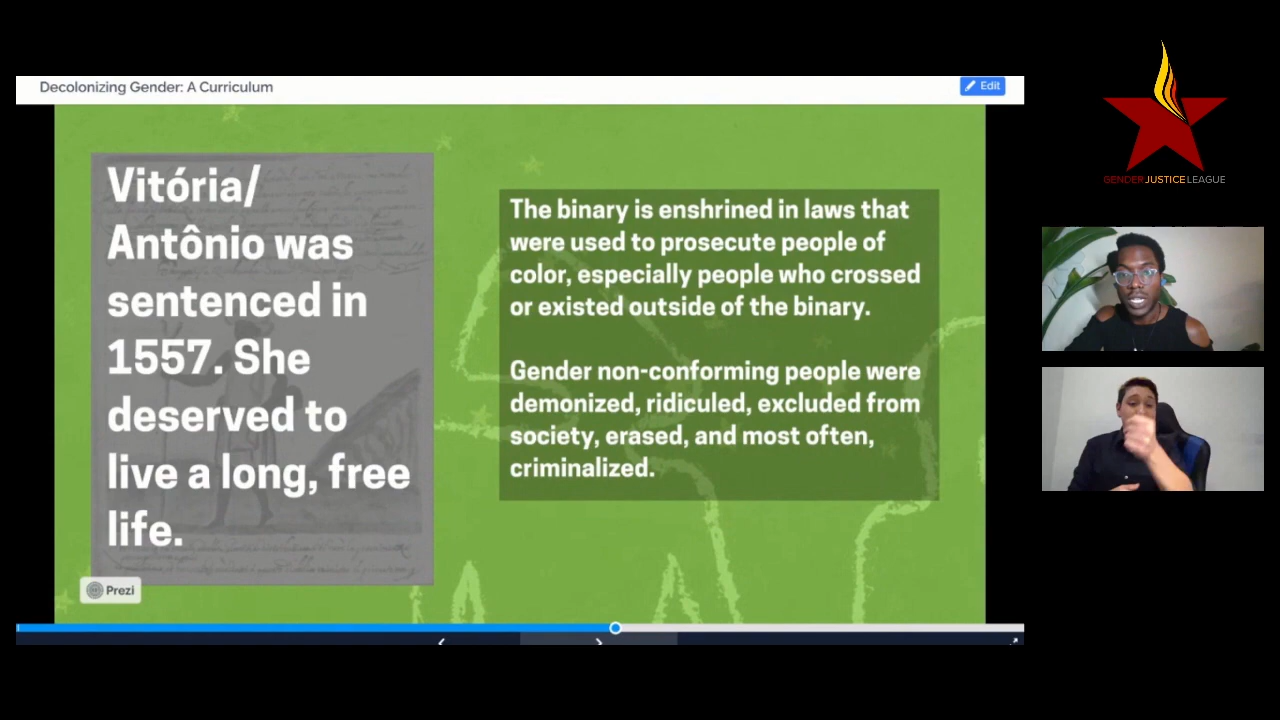 Decolonizing Gender: A Curriculum
Edit
Vitória/
Antônio was
sentenced in
1557. She
deserved to
live a long, free
life.
The binary is enshrined in laws that
were used to prosecute people of
color, especially people who crossed
or existed outside of the binary.
Gender non-conforming people were
demonized, ridiculed, excluded from
society, erased, and most often,
criminalized.
Prezi
GENDER JUSTICE LEAGUE